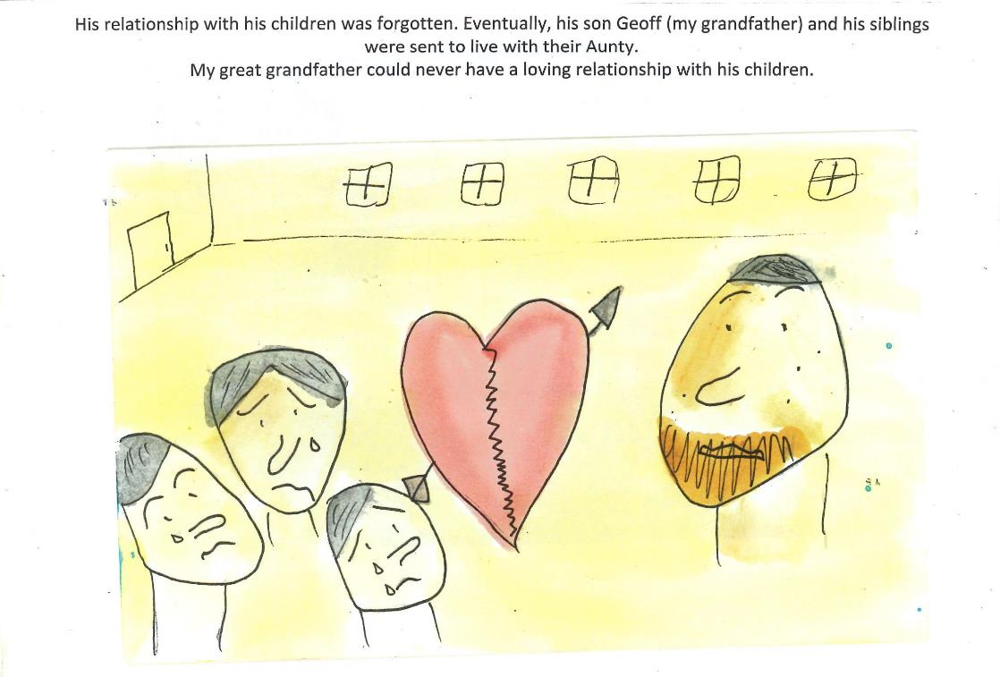 His relationship with his children was forgotten. Eventually, his son Geoff (my grandfather) and his siblings
were sent to live with their Aunty.
My great grandfather could never have a loving relationship with his children.